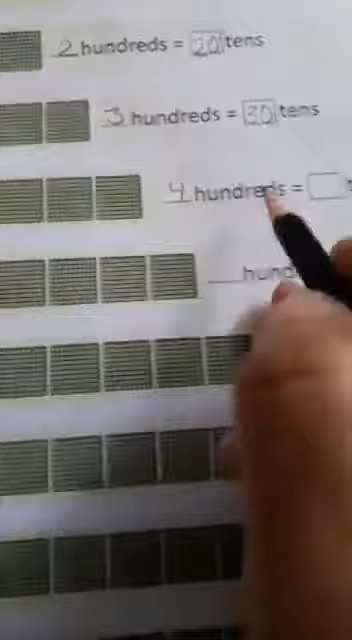 2 hundreds = 20 tens
3 hundreds = 30 tens
4 hundreds =